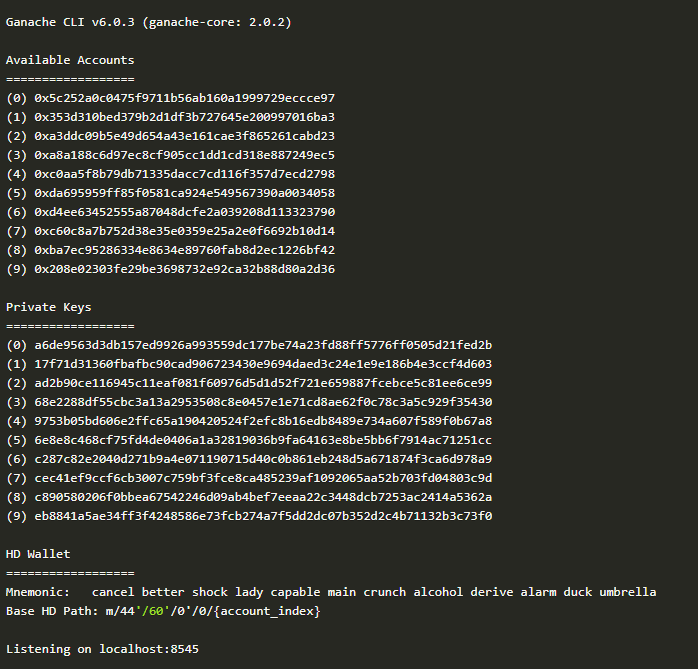 Ganache CLI v6.0.3 (ganache-core: 2.0.2)
Available Accounts
==================
(0) 0x5c252a0c0475f9711b56ab160a1999729eccce97
(1) 0x353d310bed379b2d1df3b727645e200997016ba3
(2) 0xa3ddc09b5e49d654a43e161cae3f865261cabd23
(3) 0xa8a188c6d97ec8cf905cc1dd1cd318e887249ec5
(4) 0xc0aa5f8b79db71335dacc7cd116f357d7ecd2798
(5) 0xda695959ff85f0581ca924e549567390a0034058
(6) 0xd4ee63452555a87048dcfe2a039208d113323790
(7) 0xc60c8a7b752d38e35e0359e25a2e0f6692b10d14
(8) 0xba7ec95286334e8634e89760fab8d2ec1226bf42
(9) 0x208e02303fe29be3698732e92ca32b88d80a2d36
Private Keys
==================
(0) a6de9563d3db157ed9926a993559dc177be74a23fd88ff5776ff0505d21fed2b
(1) 17f71d31360fbafbc90cad906723430e9694daed3c24e1e9e186b4e3ccf4d603
(2) ad2b90ce116945c11eaf081f60976d5d1d52f721e659887fcebce5c81ee6ce99
(3) 68e2288df55cbc3a13a2953508c8e0457e1e71cd8ae62f0c78c3a5c929f35430
(4) 9753b05bd606e2ffc65a190420524f2efc8b16edb8489e734a607f589f0b67a8
(5) 6e8e8c468cf75fd4de0406a1a32819036b9fa64163e8be5bb6f7914ac71251cc
(6) c287c82e2040d271b9a4e071190715d40c0b861eb248d5a671874f3ca6d978a9
(7) cec41ef9ccf6cb3007c759bf3fce8ca485239af1092065aa52b703fd04803c9d
(8) c890580206f0bbea67542246d09ab4bef7eeaa22c3448dcb7253ac2414a5362a
(9) eb8841a5ae34ff3f4248586e73fcb274a7f5dd2dc07b352d2c4b71132b3c73f0
HD Wallet
==================
Mnemonic:   cancel better shock lady capable main crunch alcohol derive alarm duck umbrella
Base HD Path: m/44'/60'/0'/0/{account_index}
Listening on localhost:8545